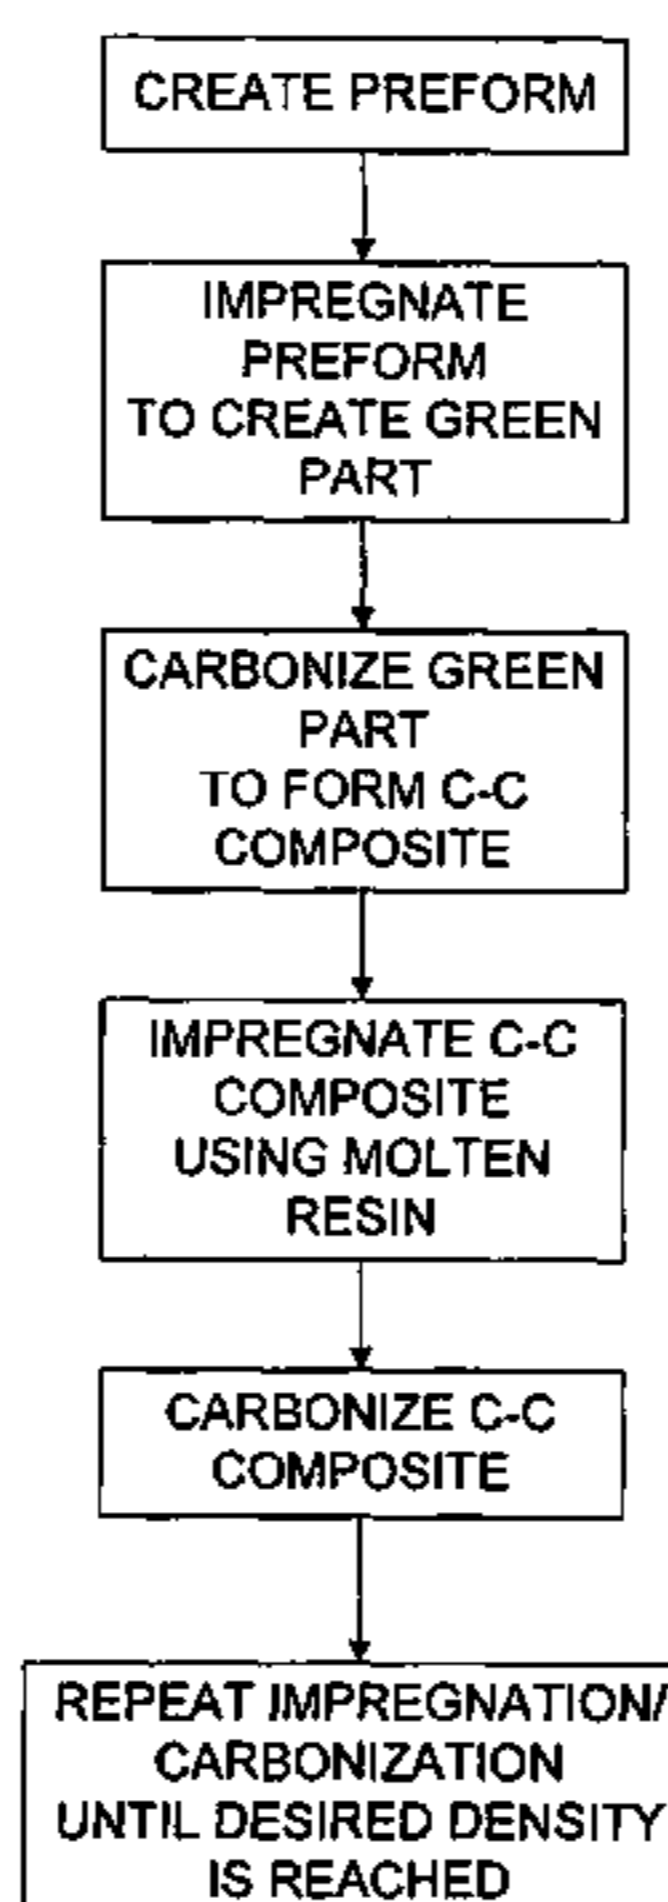 CREATE PREFORM
IMPREGNATE
PREFORM
TO CREATE GREEN
PART
CARBONIZE GREEN
PART
TO FORM C-C
COMPOSITE
IMPREGNATE C-C
COMPOSITE
USING MOLTEN
RESIN
CARBONIZE C-C
COMPOSITE
REPEAT IMPREGNATION/
CARBONIZATION
UNTIL DESIRED DENSITY
IS REACHED